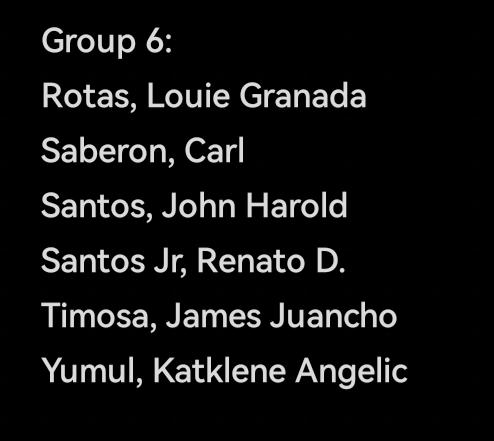 Group 6:
Rotas, Louie Granada
Saberon, Carl
Santos, John Harold
Santos Jr, Renato D.
Timosa, James Juancho
Yumul, Katklene Angelic